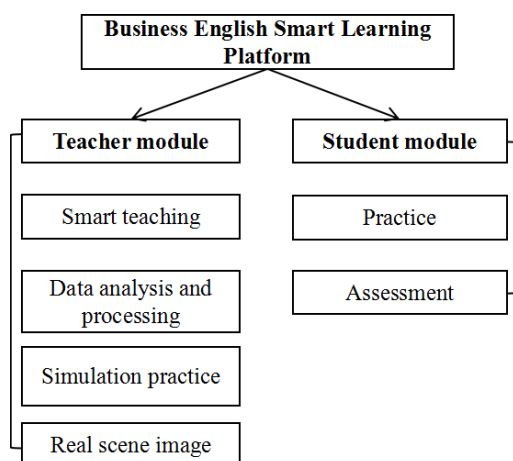 Business English Smart Learning
Platform
Teacher module
Student module
Smart teaching
Practice
Data analysis and
processing
Assessment
Simulation practice
Real scene image